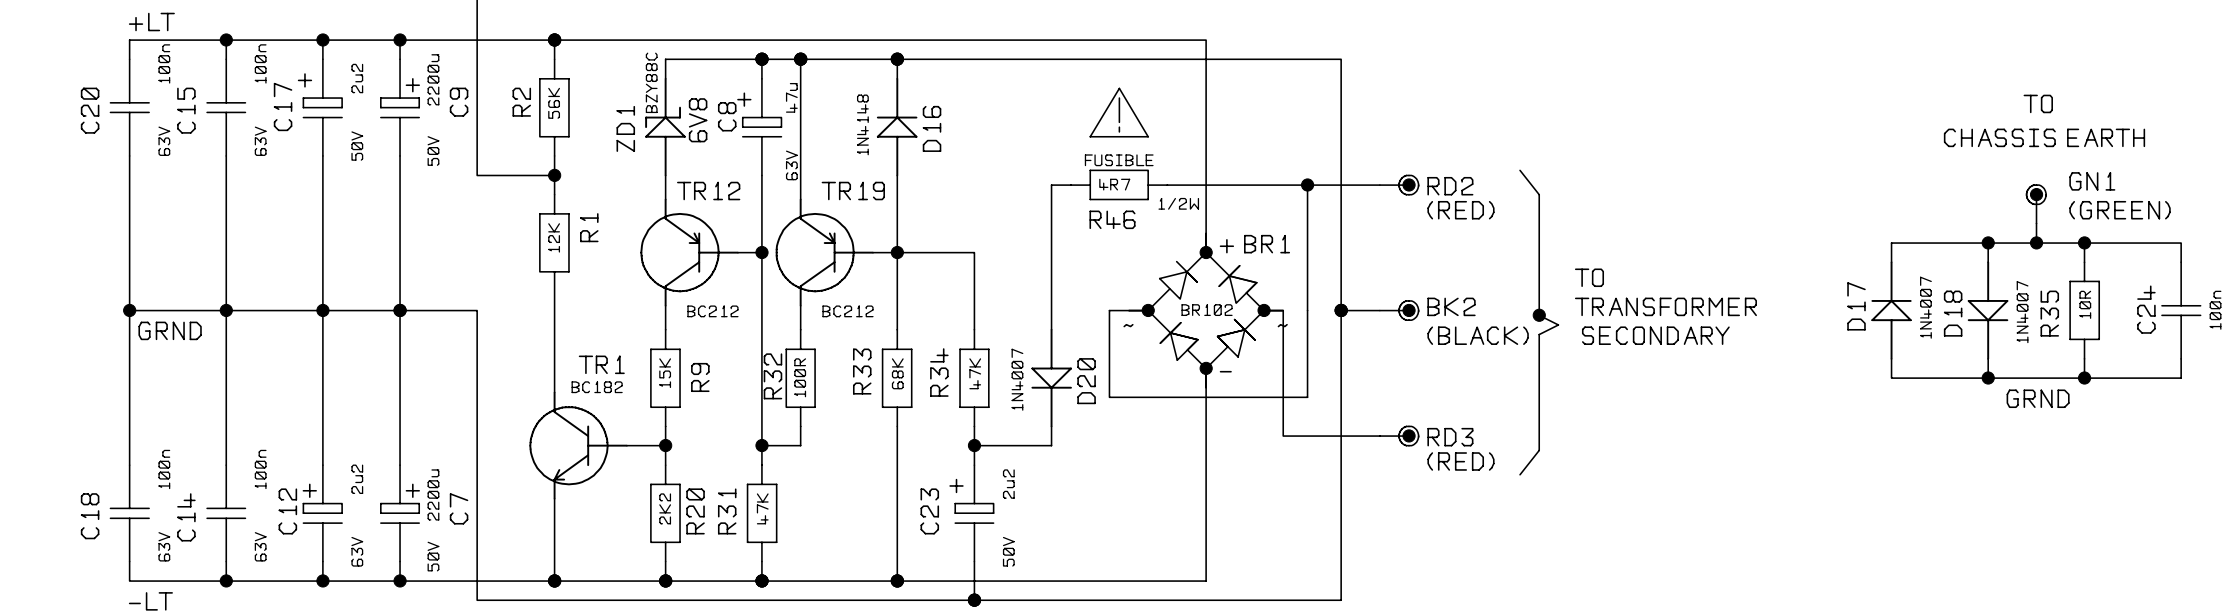 +LT
C20
100n
63V
C15
100n
63V
C17
+
2u2
50V
+
2200u
50V
C9
R2
56K
R1
12K
ZD1
BZY88C
6V8
C8
+
47u
63V
1N4148
D16
TR12
BC212
TR19
BC212
FUSIBLE
4R7
1/2W
R46
+ BR1
BR102
~
~
-
RD2
(RED)
BK2
(BLACK)
RD3
(RED)
TO
TRANSFORMER
SECONDARY
TO
CHASSIS EARTH
GN1
(GREEN)
D17
1N4007
D18
1N4007
R35
10R
C24
100n
GRND
GRND
TR1
BC182
15K
R9
R32
100R
R33
68K
R34
47K
1N4007
D20
C18
100n
63V
C14
100n
63V
C12
+
2u2
63V
+
2200u
50V
C7
2K2
R20
R31
47K
C23
+
2u2
50V
-LT